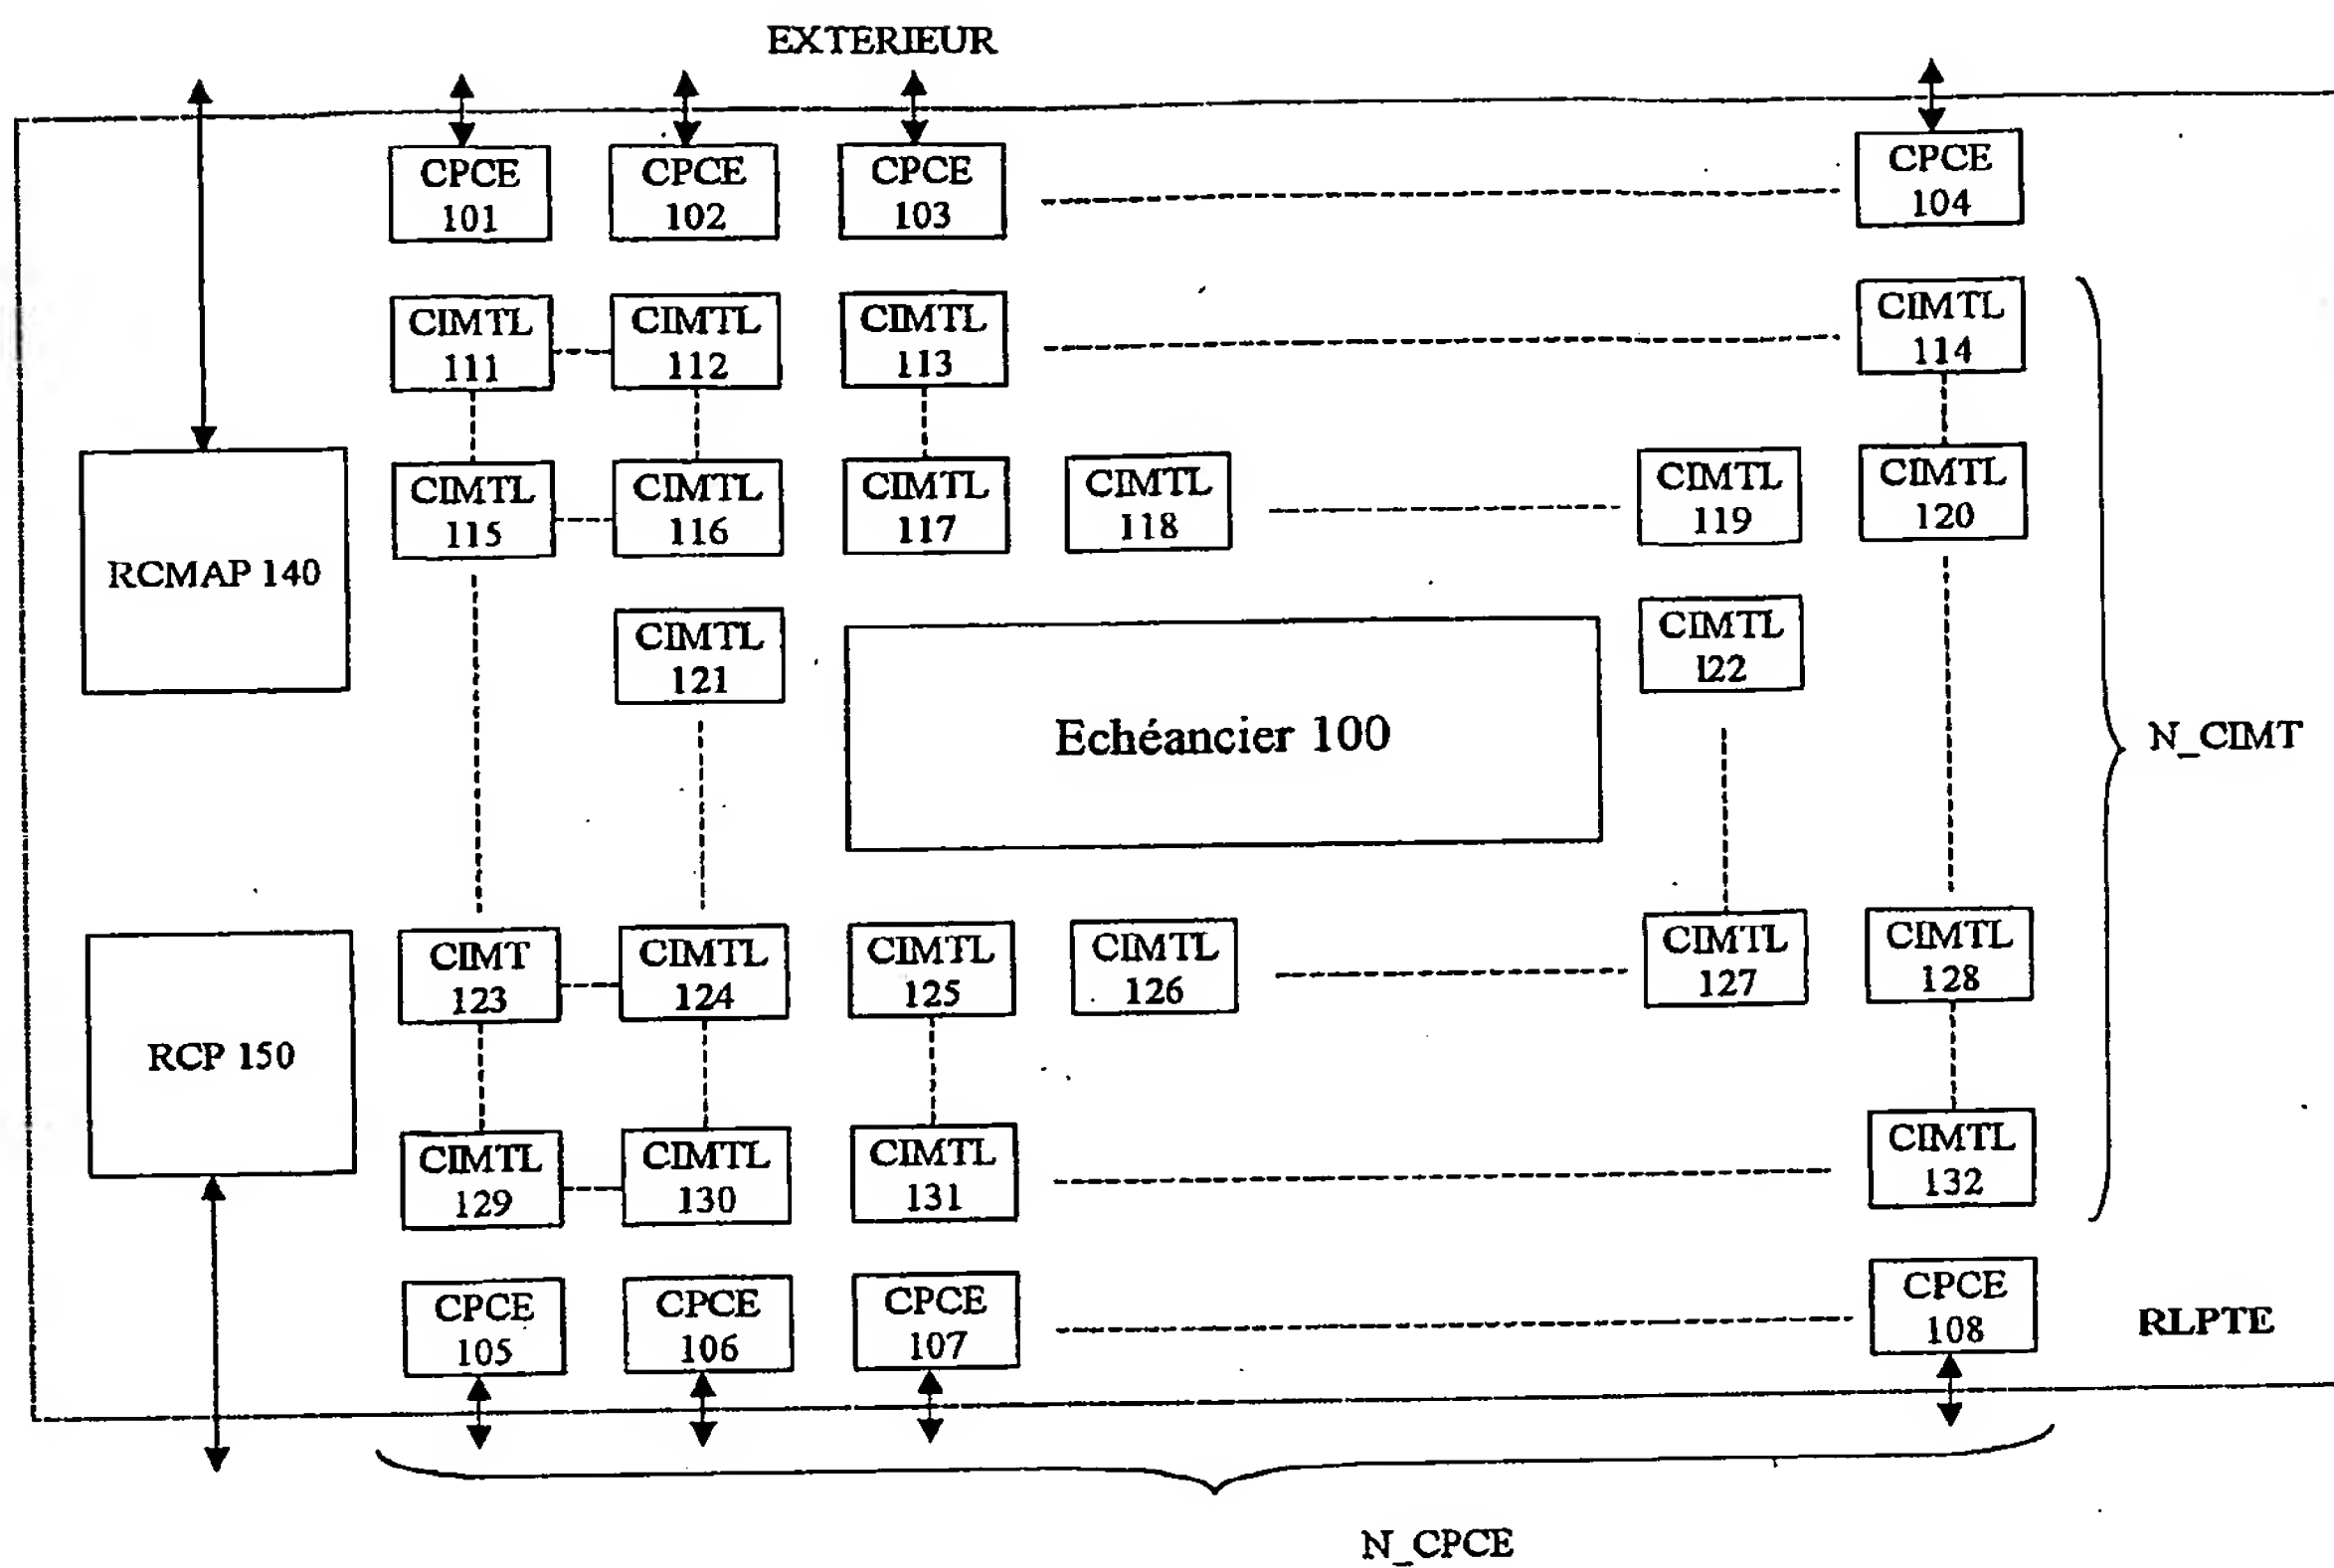 EXTERIEUR
CPCE
101
CPCE
102
CPCE
103
CPCE
104
CIMTL
111
CIMTL
112
CIMTL
113
CIMTL
114
CIMTL
115
CIMTL
116
CIMTL
117
CIMTL
118
CIMTL
119
CIMTL
120
RCMAP 140
CIMTL
121
Echéancier 100
CIMTL
122
N_CIMT
CIMT
123
CIMTL
124
CIMTL
125
CIMTL
126
CIMTL
127
CIMTL
128
RCP 150
CIMTL
129
CIMTL
130
CIMTL
131
CIMTL
132
CPCE
105
CPCE
106
CPCE
107
CPCE
108
RLPTE
N_CPCE